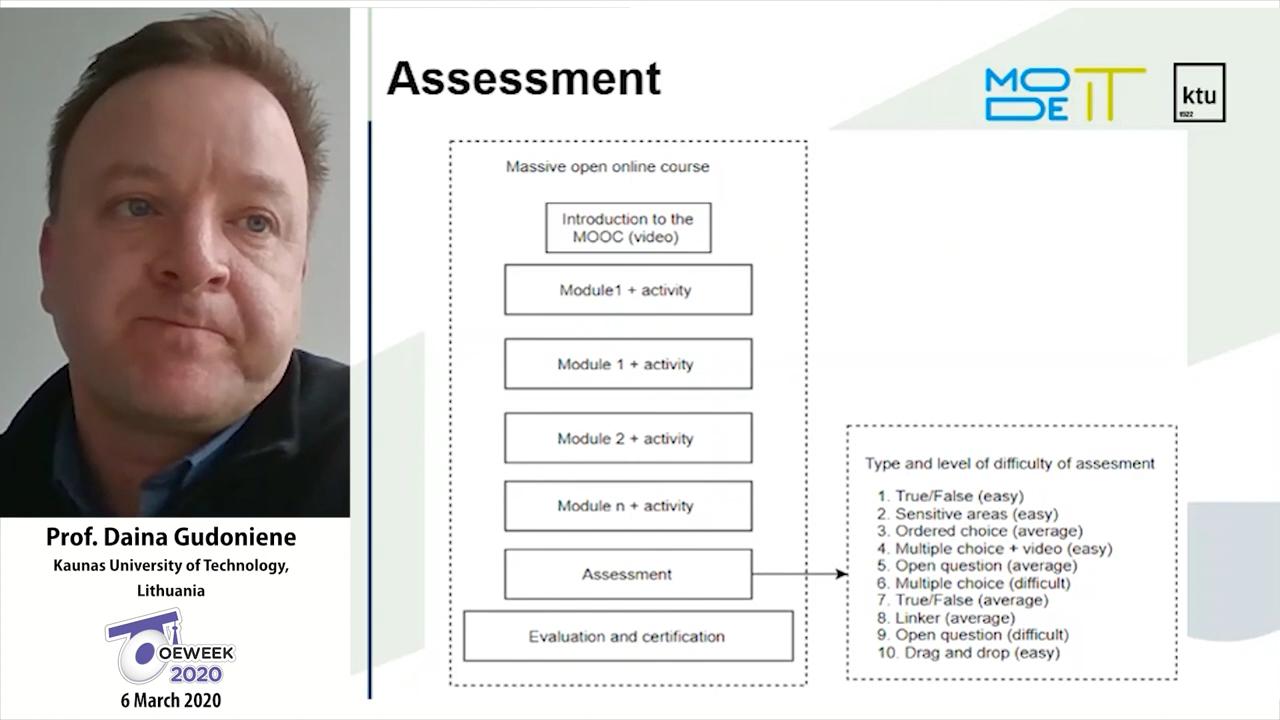 Assessment
MODE IT
ktu
1922
Massive open online course
Introduction to the
MOOC (video)
Module1 + activity
Module 1 + activity
Module 2 + activity
Module n + activity
Assessment
Evaluation and certification
Type and level of difficulty of assesment
1. True/False (easy)
2. Sensitive areas (easy)
3. Ordered choice (average)
4. Multiple choice + video (easy)
5. Open question (average)
6. Multiple choice (difficult)
7. True/False (average)
8. Linker (average)
9. Open question (difficult)
10. Drag and drop (easy)
Prof. Daina Gudoniene
Kaunas University of Technology,
Lithuania
OEWEEK
2020
6 March 2020